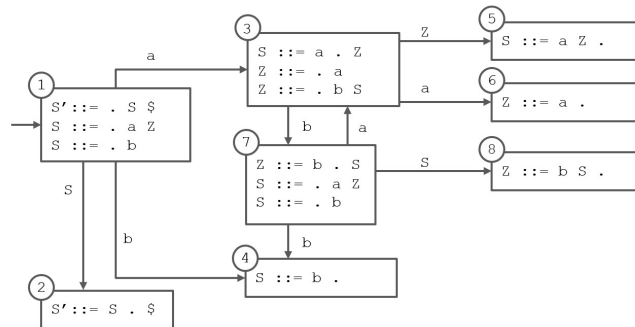 1
S′::= . S $
S ::= . a Z
S ::= . b
a
S
b
2
S′::= S . $
3
S ::= a . Z
Z ::= . a
Z ::= . b S
Z
a
b
a
7
Z ::= b . S
S ::= . a Z
S ::= . b
S
b
4
S ::= b .
5
S ::= a Z .
6
Z ::= a .
8
Z ::= b S .